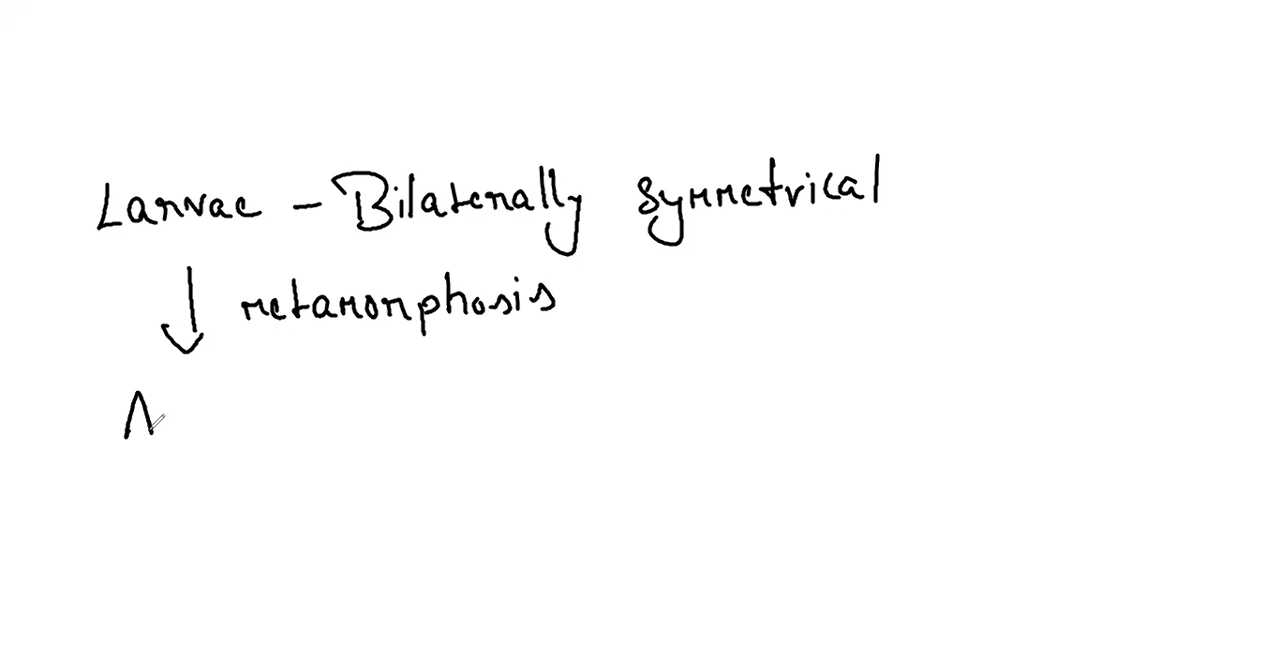 Larvae - Bilaterally symmetrical
↓ metamorphosis